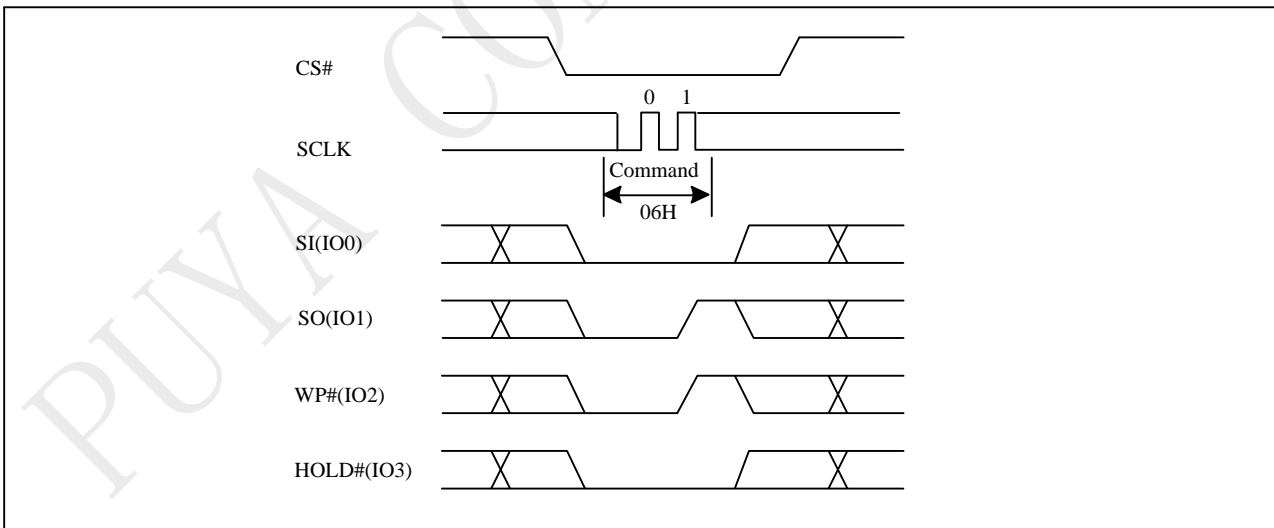 CS#
0 1
SCLK
Command
06H
SI(IO0)
SO(IO1)
WP#(IO2)
HOLD#(IO3)
PUYA CO